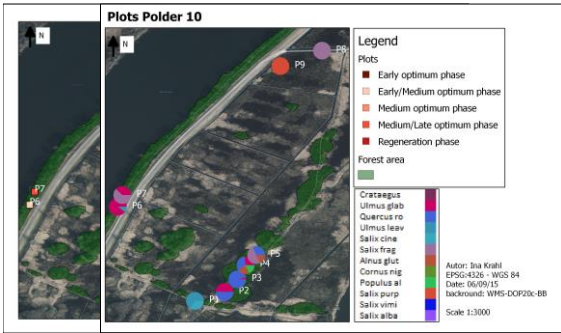 Plots Polder 10
N
N
P8
P9
P7
P6
P7
P6
P5
P4
P3
P2
P1
Legend
Plots
Early optimum phase
Early/Medium optimum phase
Medium optimum phase
Medium/Late optimum phase
Regeneration phase
Forest area
Crataegus
Ulmus glab
Quercus ro
Ulmus leav
Salix cine
Salix frag
Alnus glut
Cornus nig
Populus al
Salix purp
Salix vimi
Salix alba
Autor: Ina Krahl
EPSG:4326 - WGS 84
Date: 06/09/15
backround: WMS-DOP20c-BB
Scale 1:3000